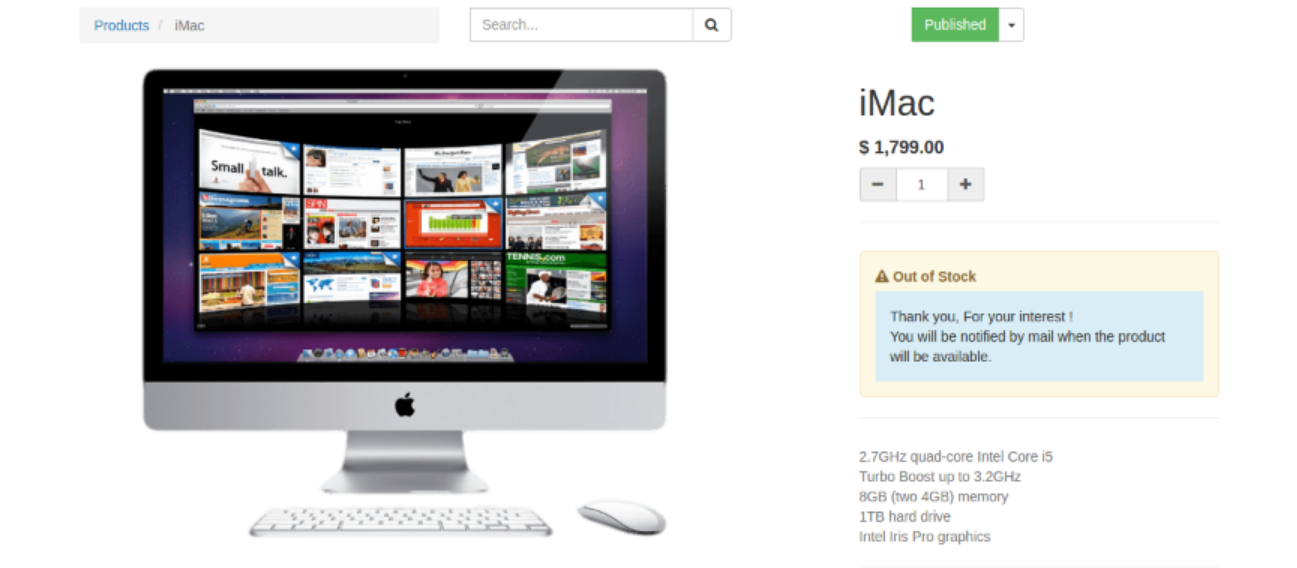 Products / iMac
Search...
Published
iMac
$ 1,799.00
1
Small talk.
SPIN
TENNIS.com
Out of Stock
Thank you, For your interest !
You will be notified by mail when the product
will be available.
2.7GHz quad-core Intel Core i5
Turbo Boost up to 3.2GHz
8GB (two 4GB) memory
1TB hard drive
Intel Iris Pro graphics